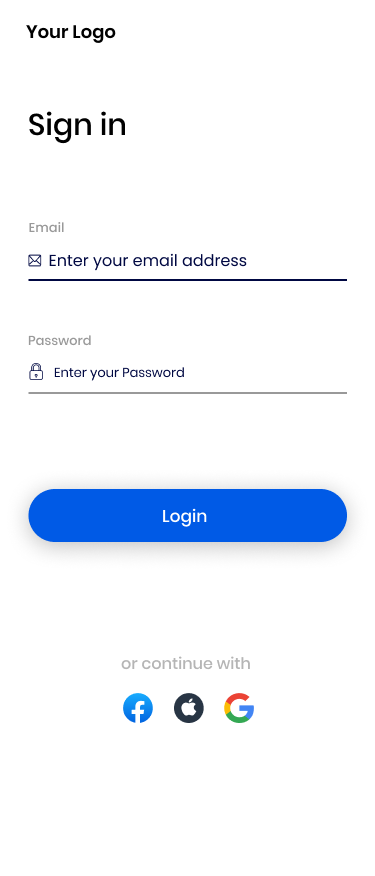 Your Logo
Sign in
Email
Enter your email address
Password
Enter your Password
Login
or continue with